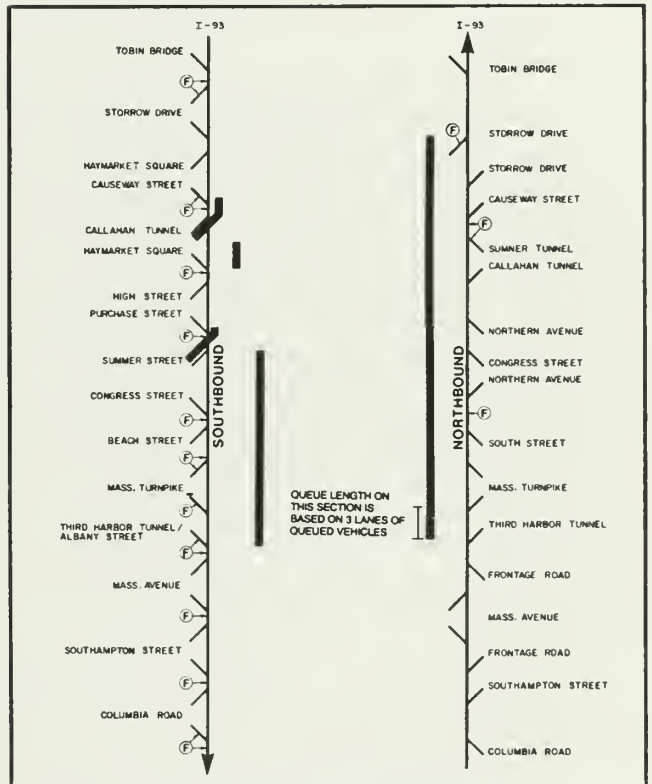 I-93
TOBIN BRIDGE
F
STORROW DRIVE
HAYMARKET SQUARE
CAUSEWAY STREET
F
CALLAHAN TUNNEL
HAYMARKET SQUARE
F
HIGH STREET
PURCHASE STREET
F
SUMMER STREET
CONGRESS STREET
F
BEACH STREET
F
MASS. TURNPIKE
F
THIRD HARBOR TUNNEL/
ALBANY STREET
F
MASS. AVENUE
F
SOUTHAMPTON STREET
F
COLUMBIA ROAD
F
SOUTHBOUND
QUEUE LENGTH ON
THIS SECTION IS
BASED ON 3 LANES OF
QUEUED VEHICLES
I-93
TOBIN BRIDGE
F
STORROW DRIVE
STORROW DRIVE
CAUSEWAY STREET
F
SUMNER TUNNEL
CALLAHAN TUNNEL
NORTHERN AVENUE
CONGRESS STREET
NORTHERN AVENUE
F
SOUTH STREET
MASS. TURNPIKE
THIRD HARBOR TUNNEL
FRONTAGE ROAD
MASS. AVENUE
FRONTAGE ROAD
SOUTHAMPTON STREET
COLUMBIA ROAD
NORTHBOUND